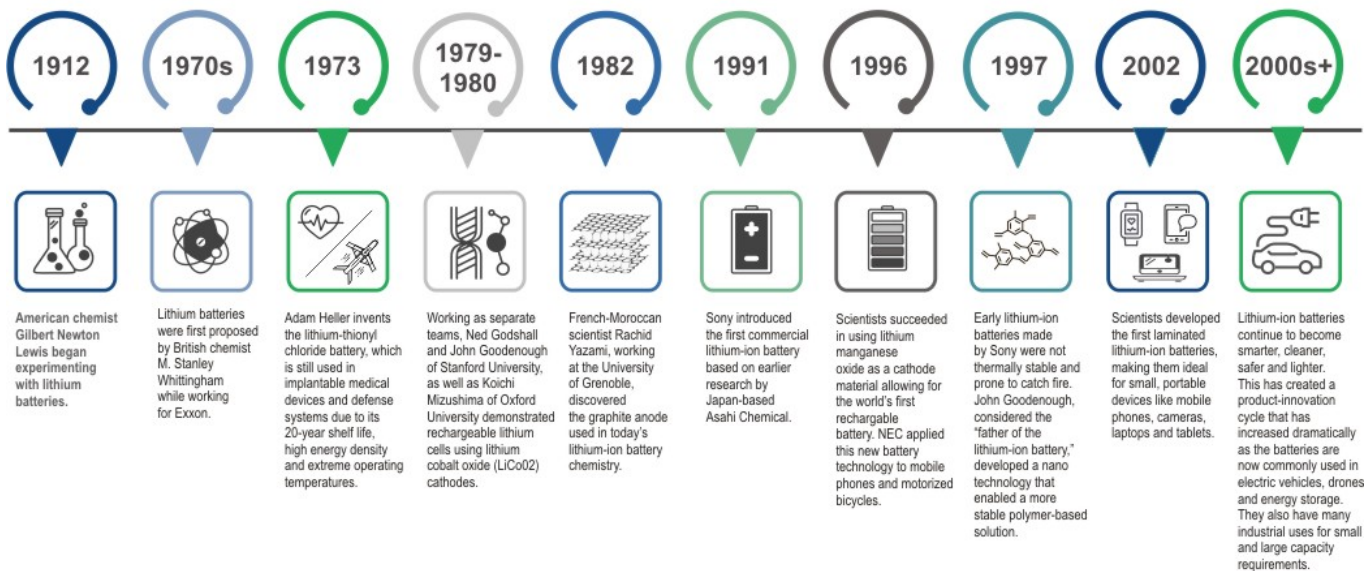 1912
1970s
1973
1979-
1980
1982
1991
1996
1997
2002
2000s+
American chemist
Gilbert Newton
Lewis began
experimenting
with lithium
batteries.
Lithium batteries
were first proposed
by British chemist
M. Stanley
Whittingham
while working
for Exxon.
Adam Heller invents
the lithium-thionyl
chloride battery, which
is still used in
implantable medical
devices and defense
systems due to its
20-year shelf life,
high energy density
and extreme operating
temperatures.
Working as separate
teams, Ned Godshall
and John Goodenough
of Stanford University,
as well as Koichi
Mizushima of Oxford
University demonstrated
rechargeable lithium
cells using lithium
cobalt oxide (LiCo02)
cathodes.
French-Moroccan
scientist Rachid
Yazami, working
at the University
of Grenoble,
discovered
the graphite anode
used in today's
lithium-ion battery
chemistry.
Sony introduced
the first commercial
lithium-ion battery
based on earlier
research by
Japan-based
Asahi Chemical.
Scientists succeeded
in using lithium
manganese
oxide as a cathode
material allowing for
the world's first
rechargable
battery. NEC applied
this new battery
technology to mobile
phones and motorized
bicycles.
Early lithium-ion
batteries made
by Sony were not
thermally stable and
prone to catch fire.
John Goodenough,
considered the
"father of the
lithium-ion battery,"
developed a nano
technology that
enabled a more
stable polymer-based
solution.
Scientists developed
the first laminated
lithium-ion batteries,
making them ideal
for small, portable
devices like mobile
phones, cameras,
laptops and tablets.
Lithium-ion batteries
continue to become
smarter, cleaner,
safer and lighter.
This has created a
product-innovation
cycle that has
increased dramatically
as the batteries are
now commonly used in
electric vehicles, drones
and energy storage.
They also have many
industrial uses for small
and large capacity
requirements.